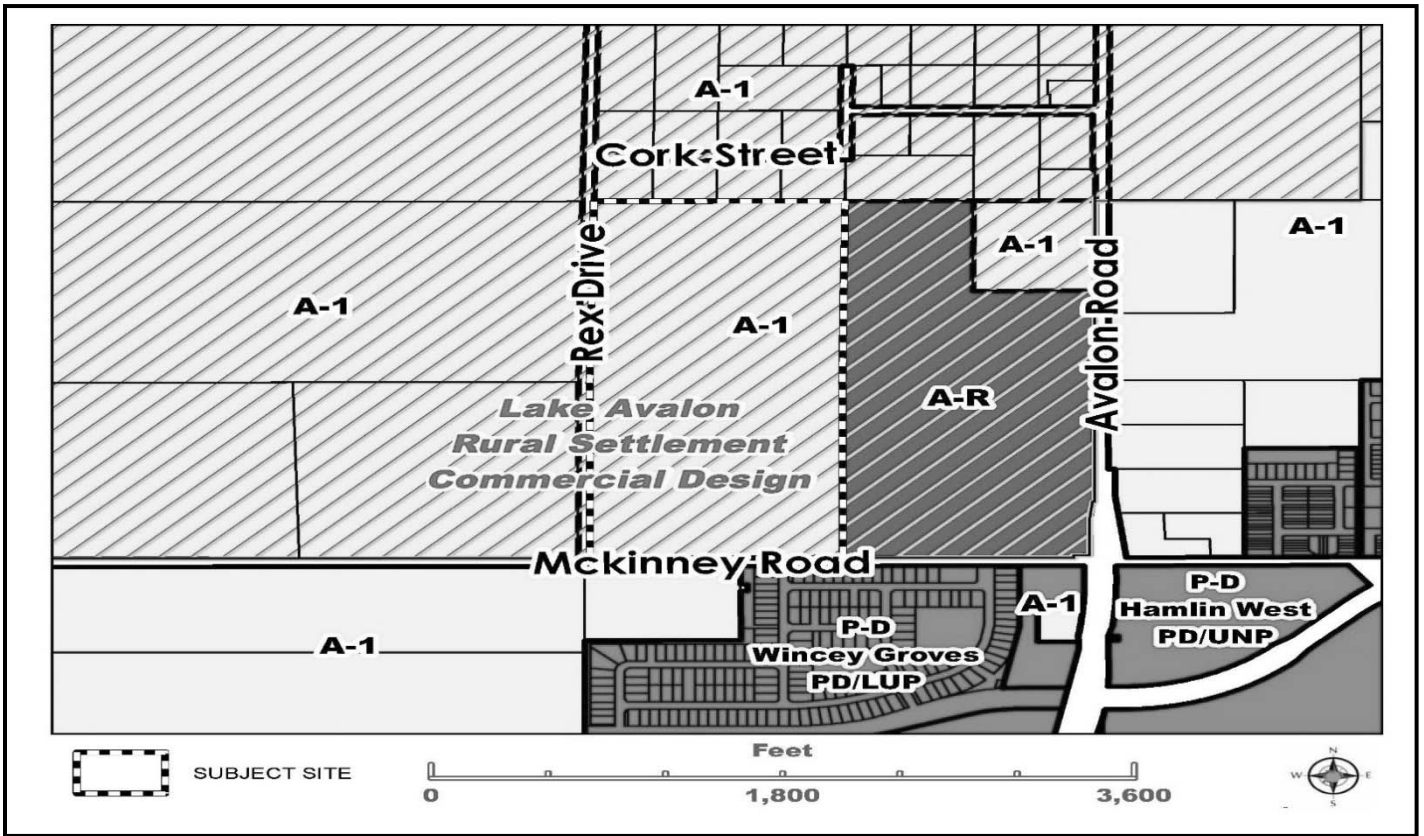 A-1
Cork Street
A-1
A-1
Rex Drive
Avalon Road
A-1
A-1
A-R
Lake Avalon
Rural Settlement
Commercial Design
Mckinney Road
A-1
P-D
Hamlin West
PD/UNP
P-D
Wincey Groves
PD/LUP
A-1
SUBJECT SITE
Feet
0
1,800
3,600
N
W
E
S